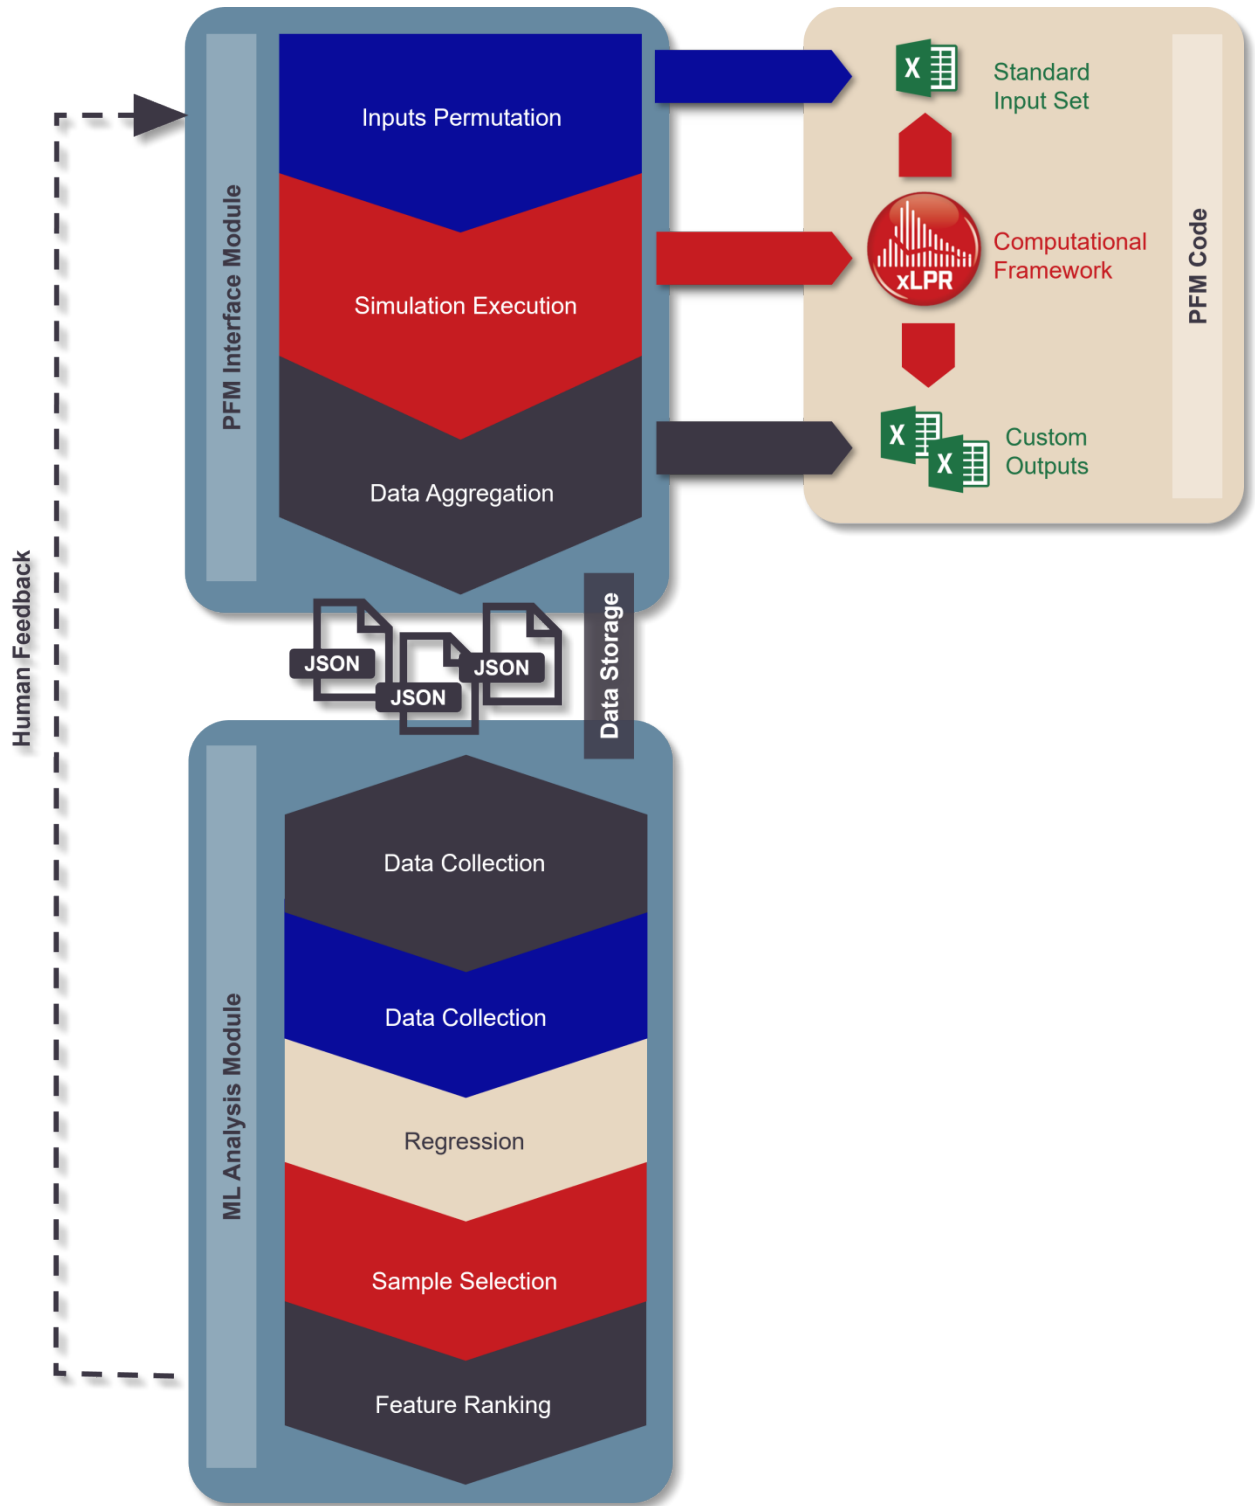 PFM Interface Module
Inputs Permutation
Simulation Execution
Data Aggregation
X
Standard
Input Set
xLPR
Computational
Framework
X
X
Custom
Outputs
PFM Code
Human Feedback
JSON
JSON
JSON
Data Storage
ML Analysis Module
Data Collection
Data Collection
Regression
Sample Selection
Feature Ranking